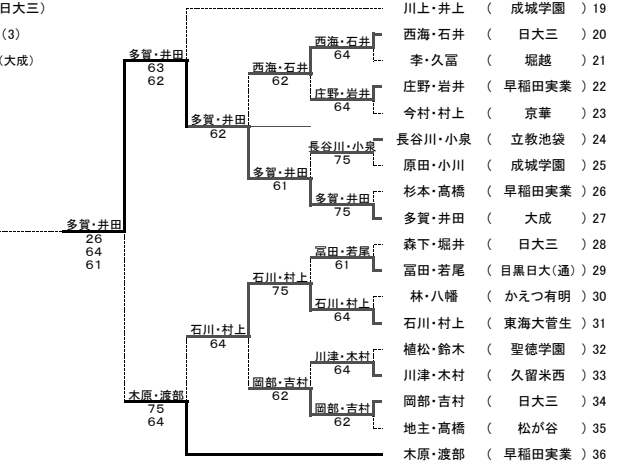 日大三）
（3）
（大成）
川上・井上 （ 成城学園 ）19
西海・石井 （ 日大三 ）20
李・久冨 （ 堀越 ）21
庄野・岩井 （ 早稲田実業 ）22
今村・村上 （ 京華 ）23
長谷川・小泉 （ 立教池袋 ）24
原田・小川 （ 成城学園 ）25
杉本・髙橋 （ 早稲田実業 ）26
多賀・井田 （ 大成 ）27
森下・堀井 （ 日大三 ）28
冨田・若尾 （ 目黒日大（通） ）29
林・八幡 （ かえつ有明 ）30
石川・村上 （ 東海大菅生 ）31
植松・鈴木 （ 聖徳学園 ）32
川津・木村 （ 久留米西 ）33
岡部・吉村 （ 日大三 ）34
地主・髙橋 （ 松が谷 ）35
木原・渡部 （ 早稲田実業 ）36
西海・石井
64
庄野・岩井
64
長谷川・小泉
75
多賀・井田
75
冨田・若尾
61
石川・村上
64
川津・木村
64
岡部・吉村
62
西海・石井
62
多賀・井田
61
石川・村上
75
岡部・吉村
62
多賀・井田
62
石川・村上
64
多賀・井田
63
62
木原・渡部
75
64
多賀・井田
26
64
61